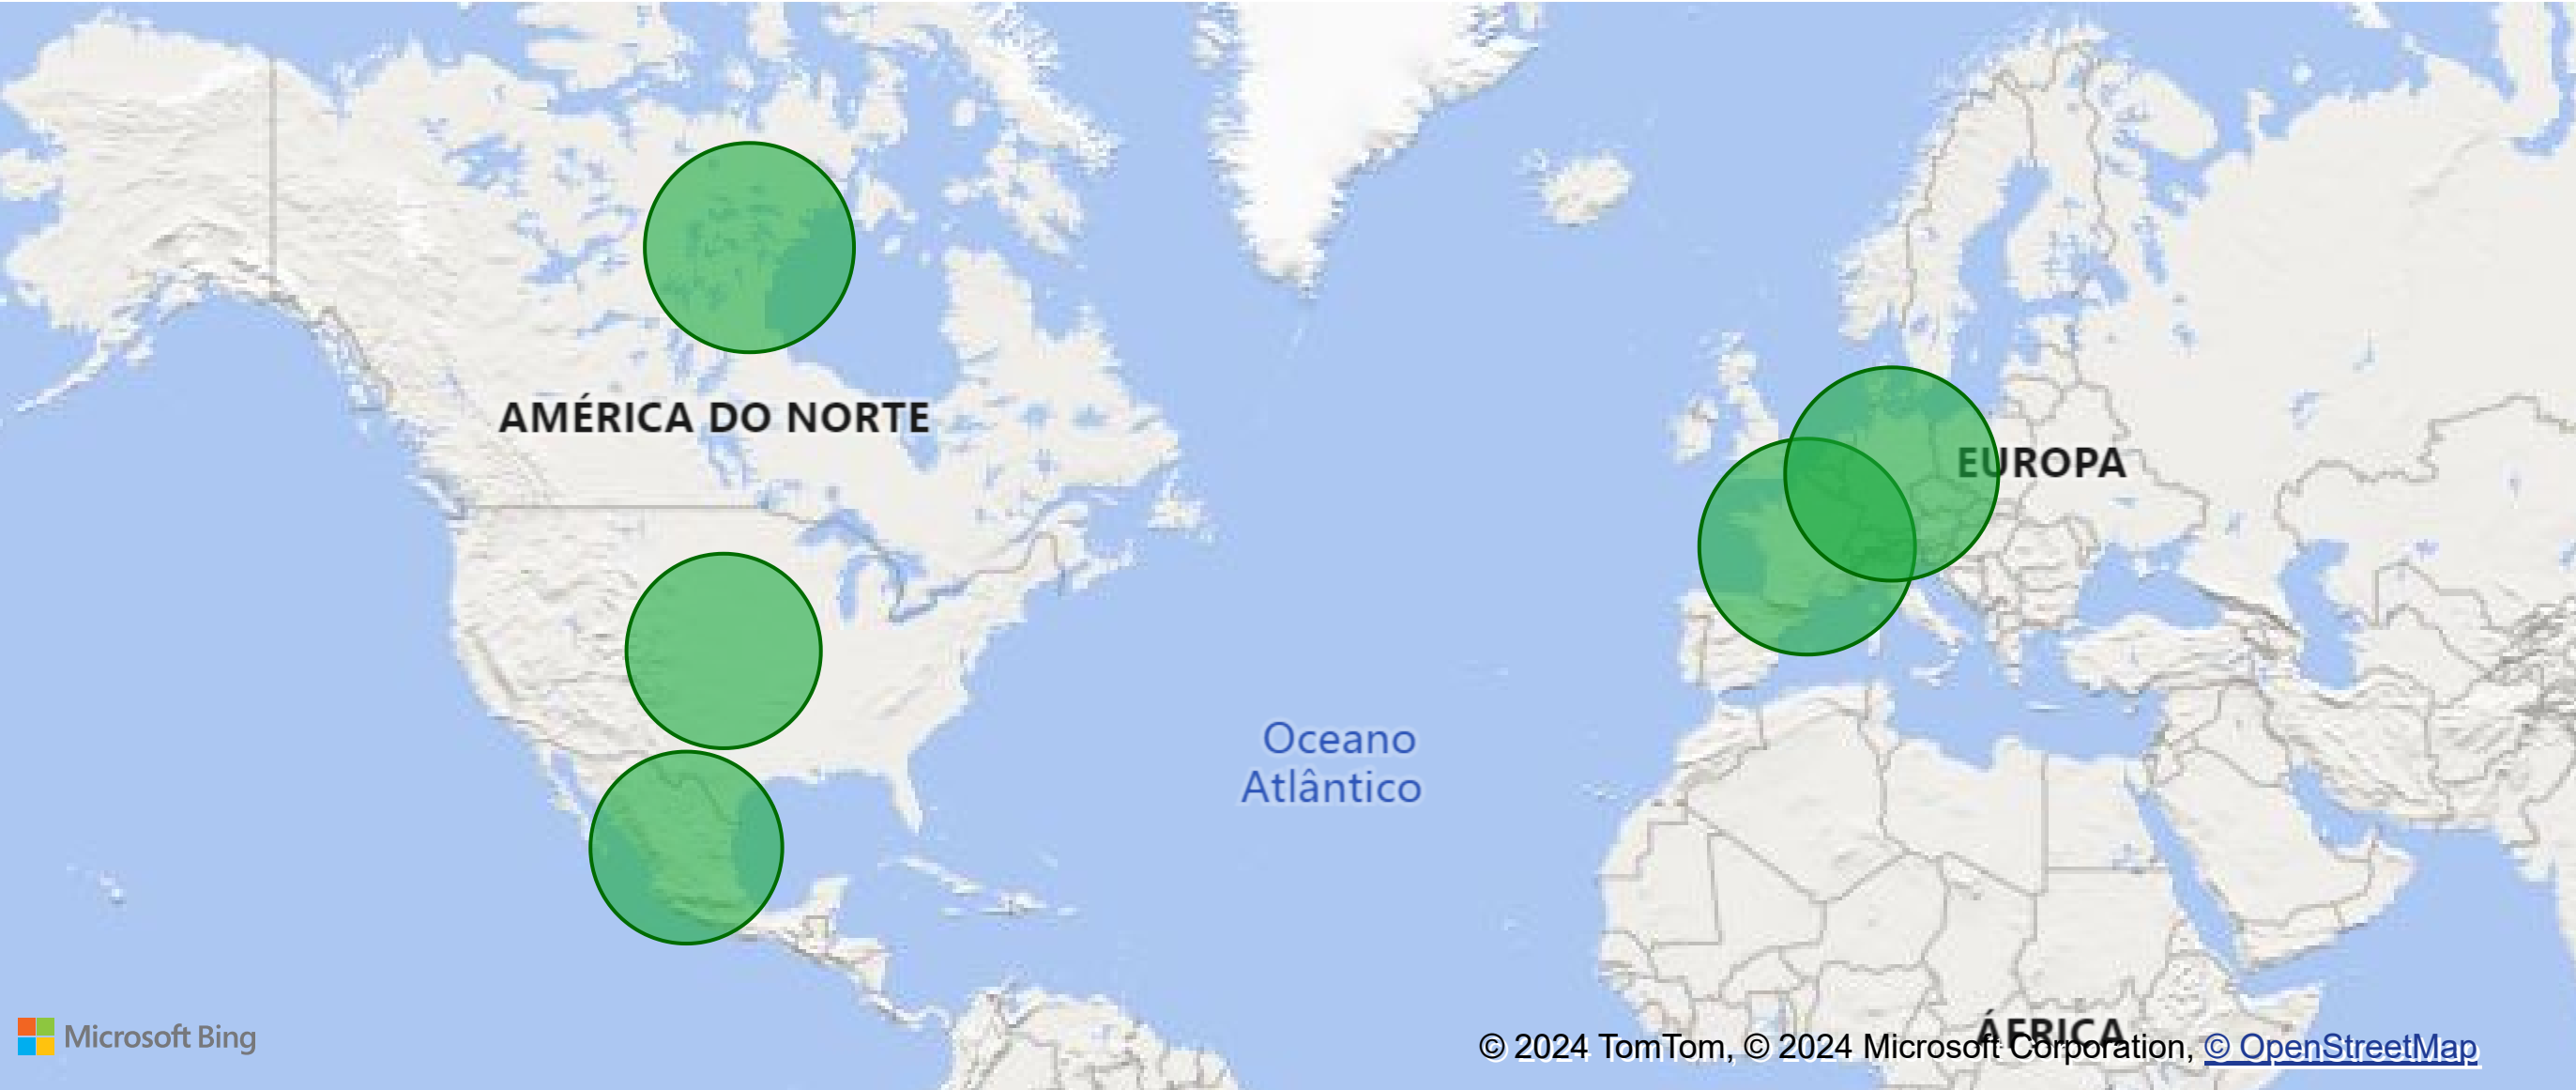 AMÉRICA DO NORTE
EUROPA
Oceano
Atlântico
ÁFRICA
Microsoft Bing
© 2024 TomTom, © 2024 Microsoft Corporation, © OpenStreetMap